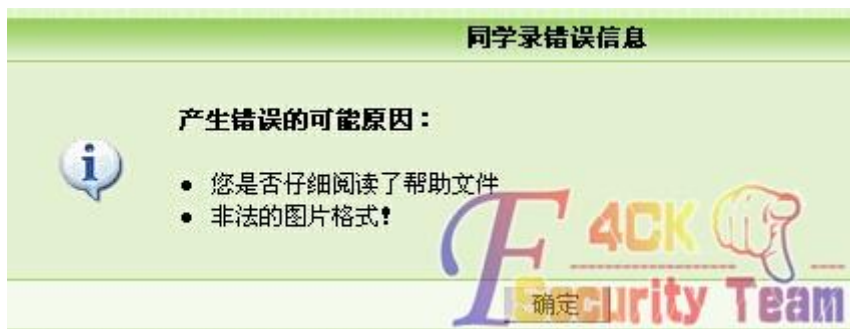 同学录错误信息
产生错误的可能原因：
● 您是否仔细阅读了帮助文件
● 非法的图片格式!
F4CK
Security Team
确定